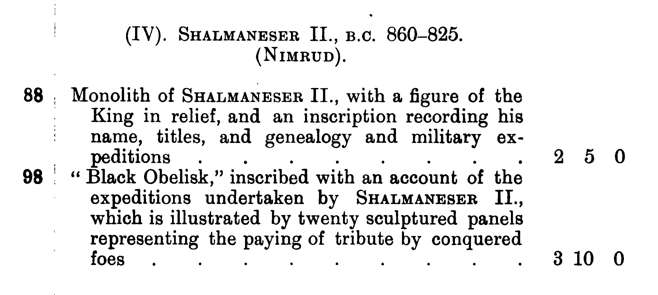 (IV). SHALMANESER II., B.C. 860–825.
(NIMRUD).
88 Monolith of SHALMANESER II., with a figure of the
King in relief, and an inscription recording his
name, titles, and genealogy and military ex-
peditions . . . . . . . . 2 5 0
98 “Black Obelisk,” inscribed with an account of the
expeditions undertaken by SHALMANESER II.,
which is illustrated by twenty sculptured panels
representing the paying of tribute by conquered
foes . . . . . . . . . 3 10 0